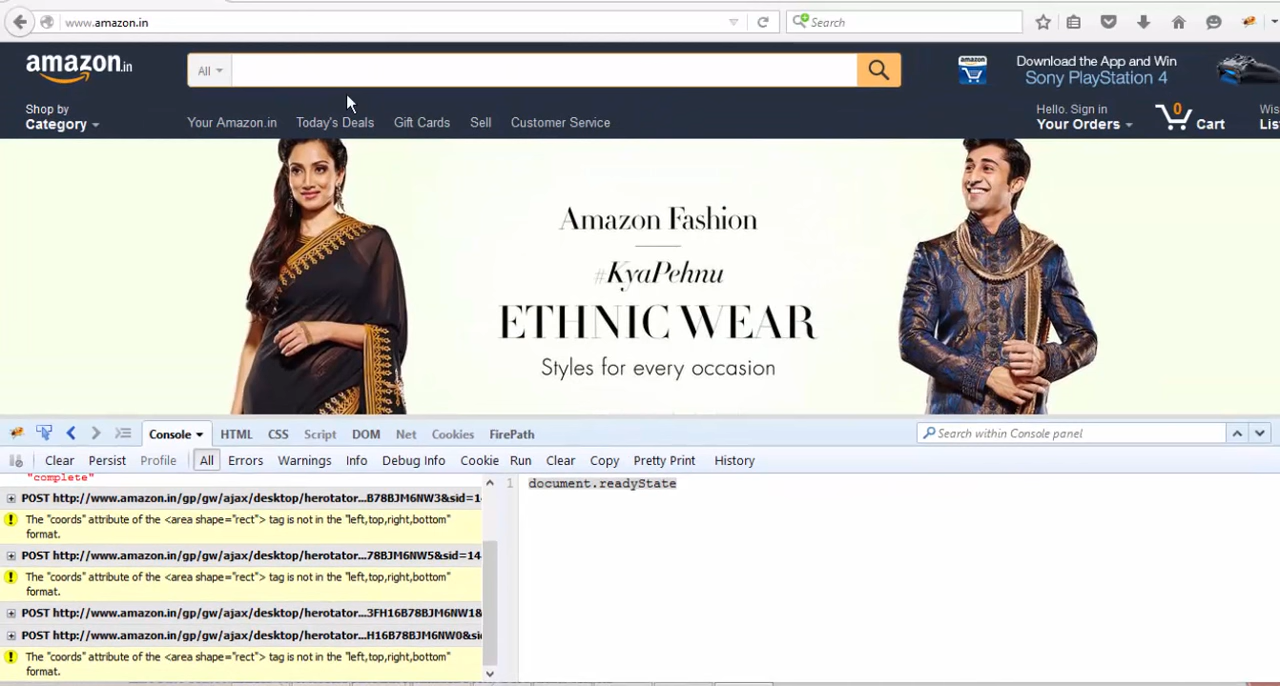 www.amazon.in
Search
amazon.in
All
Download the App and Win
Sony PlayStation 4
amazon
Shop by
Category
Your Amazon.in Today's Deals Gift Cards Sell Customer Service
Hello. Sign in
Your Orders
0
Cart
Wis
Lis
Amazon Fashion
#KyaPehnu
ETHNIC WEAR
Styles for every occasion
Console HTML CSS Script DOM Net Cookies FirePath
Search within Console panel
Clear Persist Profile All Errors Warnings Info Debug Info Cookie Run Clear Copy Pretty Print History
"complete"
1 document.readyState
POST http://www.amazon.in/gp/gw/ajax/desktop/herotator...B78BJM6NW3&sid=1
The "coords" attribute of the <area shape="rect"> tag is not in the "left,top,right,bottom"
format.
POST http://www.amazon.in/gp/gw/ajax/desktop/herotator...78BJM6NW5&sid=14
The "coords" attribute of the <area shape="rect"> tag is not in the "left,top,right,bottom"
format.
POST http://www.amazon.in/gp/gw/ajax/desktop/herotator...3FH16B78BJM6NW1&
POST http://www.amazon.in/gp/gw/ajax/desktop/herotator...H16B78BJM6NW0&si
The "coords" attribute of the <area shape="rect"> tag is not in the "left,top,right,bottom"
format.